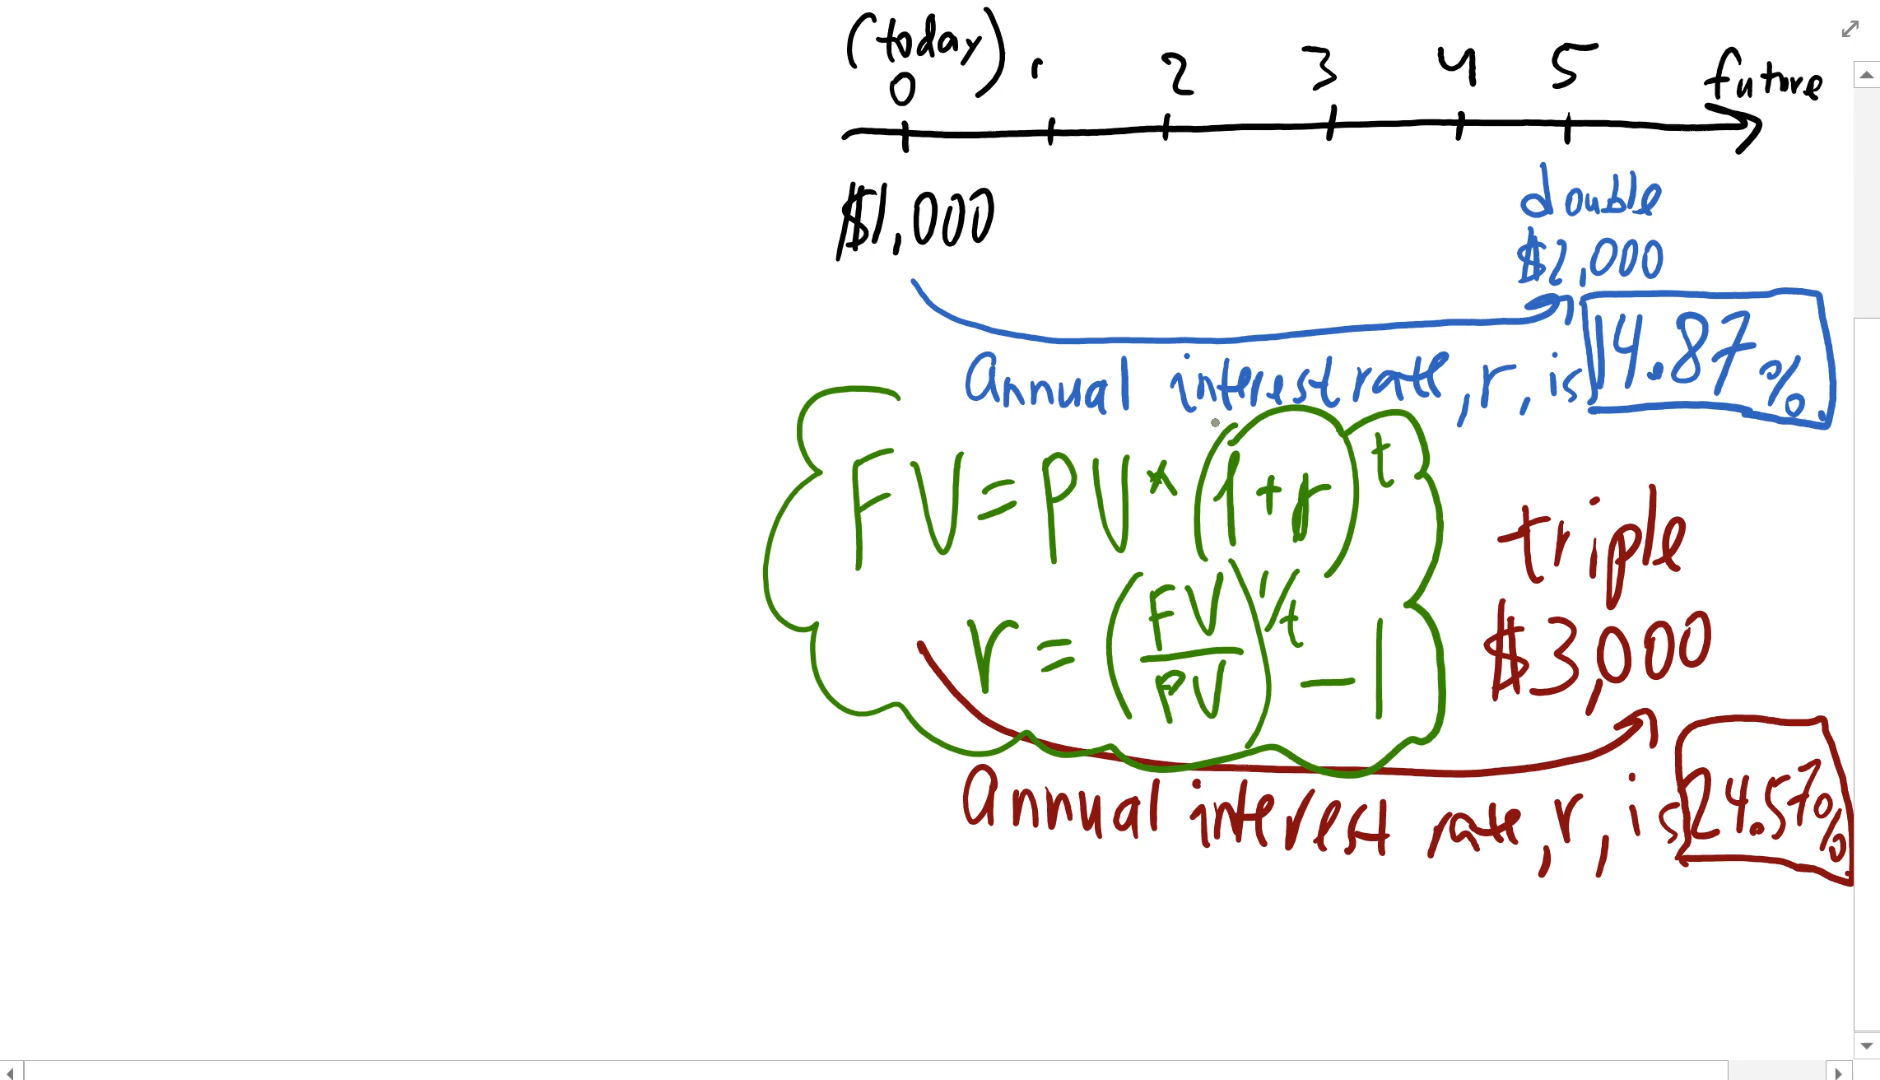 (today)
0 1 2 3 4 5 future
$1,000
double
$2,000
Annual interest rate, r, is 14.87%
FV = PV * (1+r)^t
triple
r = (FV/PV)^1/t - 1
$3,000
Annual interest rate, r, is 24.57%